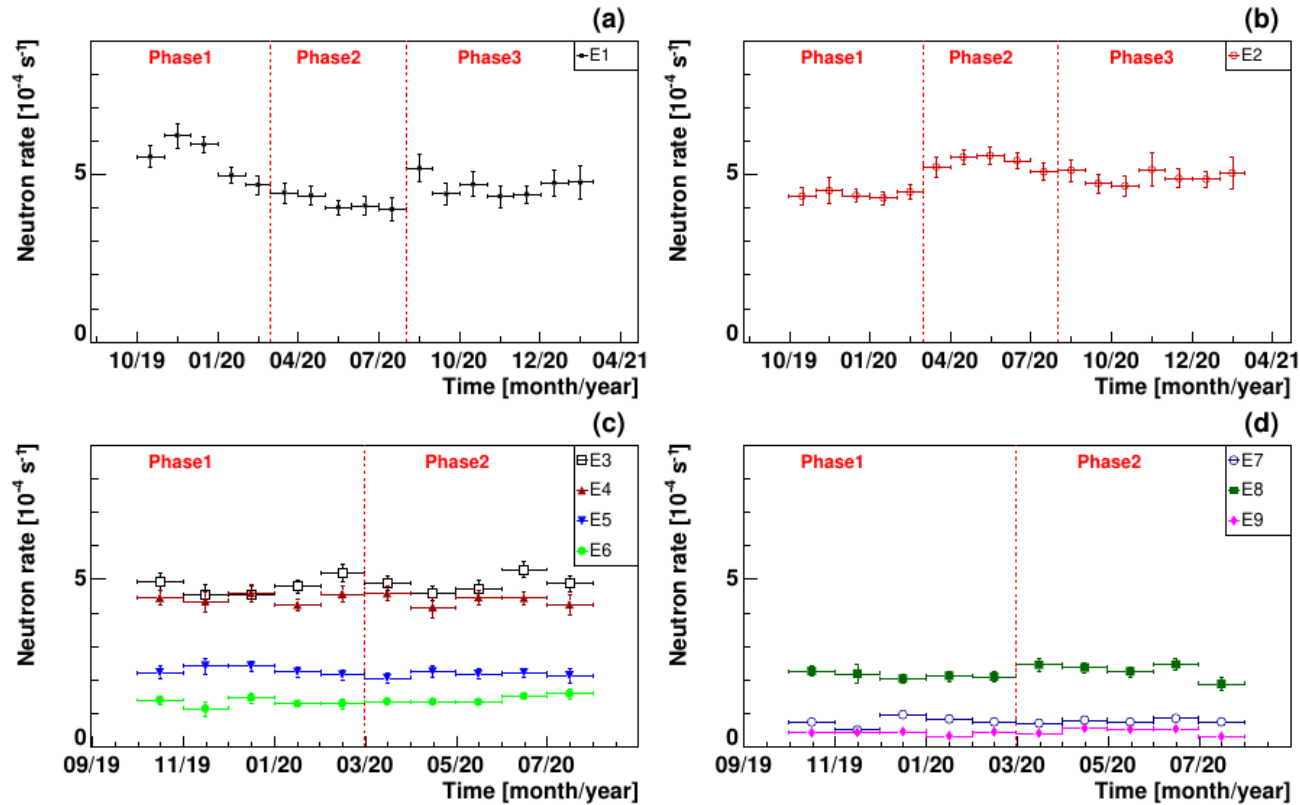 (a)
Neutron rate [10⁻⁴ s⁻¹]
Phase1
Phase2
Phase3
E1
5
0
10/19
01/20
04/20
07/20
10/20
12/20
04/21
Time [month/year]
(b)
Neutron rate [10⁻⁴ s⁻¹]
Phase1
Phase2
Phase3
E2
5
0
10/19
01/20
04/20
07/20
10/20
12/20
04/21
Time [month/year]
(c)
Neutron rate [10⁻⁴ s⁻¹]
Phase1
Phase2
E3
E4
E5
E6
5
0
09/19
11/19
01/20
03/20
05/20
07/20
Time [month/year]
(d)
Neutron rate [10⁻⁴ s⁻¹]
Phase1
Phase2
E7
E8
E9
5
0
09/19
11/19
01/20
03/20
05/20
07/20
Time [month/year]